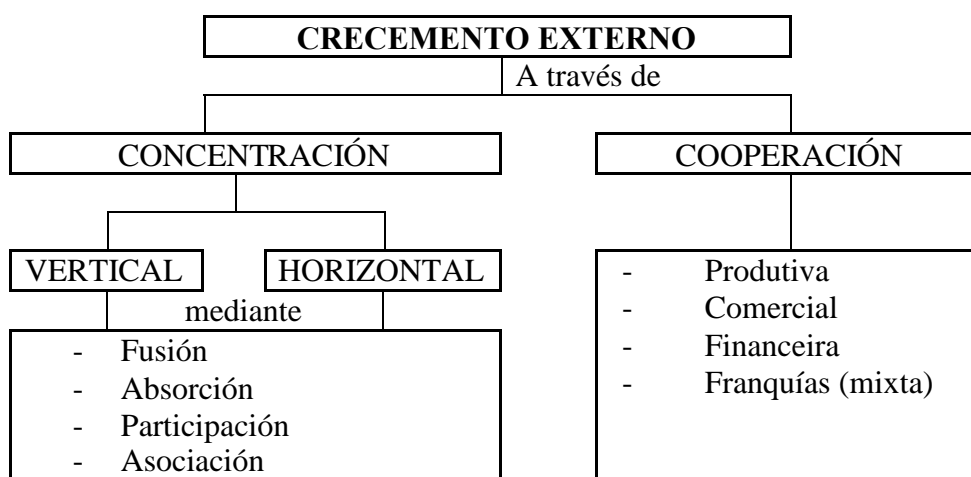 CRECEMENTO EXTERNO
A través de
CONCENTRACIÓN
COOPERACIÓN
VERTICAL
HORIZONTAL
mediante
- Fusión
- Absorción
- Participación
- Asociación
- Produtiva
- Comercial
- Financeira
- Franquías (mixta)